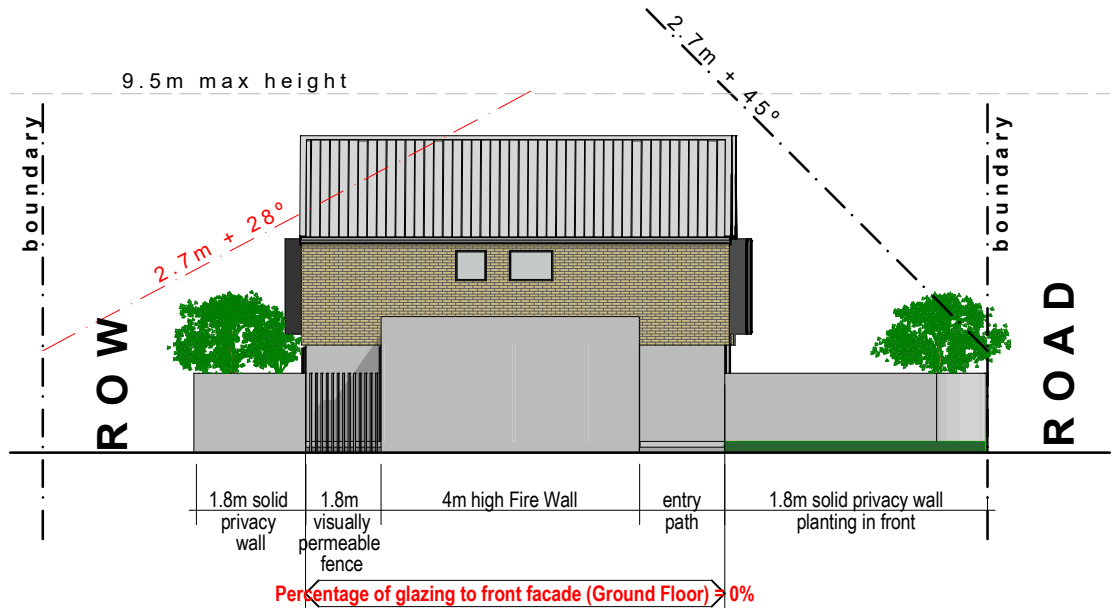 2.7m + 45º
9.5m max height
boundary
boundary
2.7m + 28º
ROW
ROAD
1.8m solid
privacy
wall
1.8m
visually
permeable
fence
4m high Fire Wall
entry
path
1.8m solid privacy wall
planting in front
Percentage of glazing to front facade (Ground Floor) = 0%